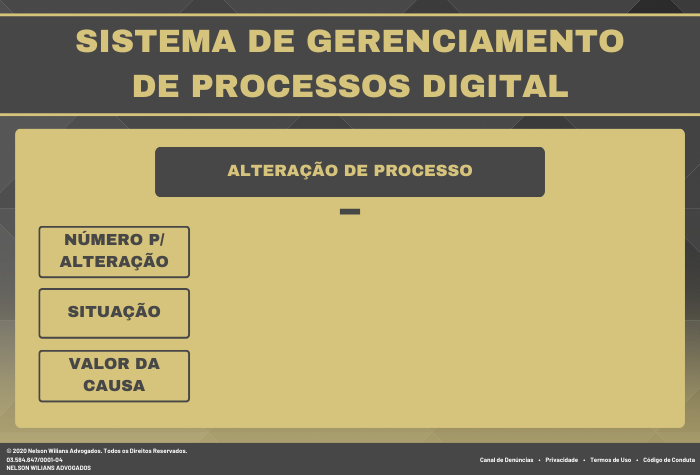 SISTEMA DE GERENCIAMENTO
DE PROCESSOS DIGITAL
ALTERAÇÃO DE PROCESSO
NÚMERO P/
ALTERAÇÃO
SITUAÇÃO
VALOR DA
CAUSA
© 2020 Nelson Wilians Advogados. Todos os Direitos Reservados.
03.584.647/0001-04
NELSON WILIANS ADVOGADOS
Canal de Denúncias • Privacidade • Termos de Uso • Código de Conduta